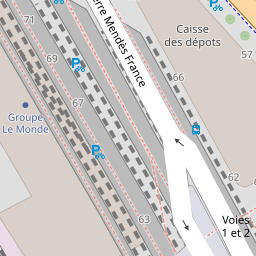 71
Caisse
des dépôts
57
69
P
66
erre Mendès France
P
67
Groupe
Le Monde
P
62
63
Voies
1 et 2